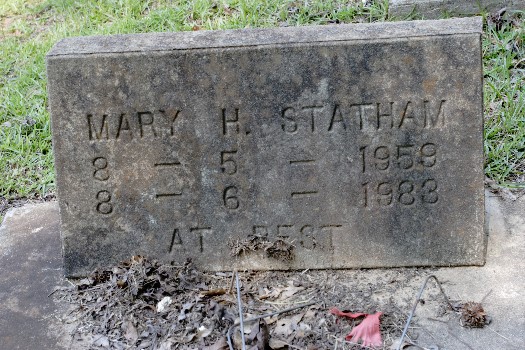 MARY H. STATHAM
8 — 5 — 1959
8 — 6 — 1983
AT REST